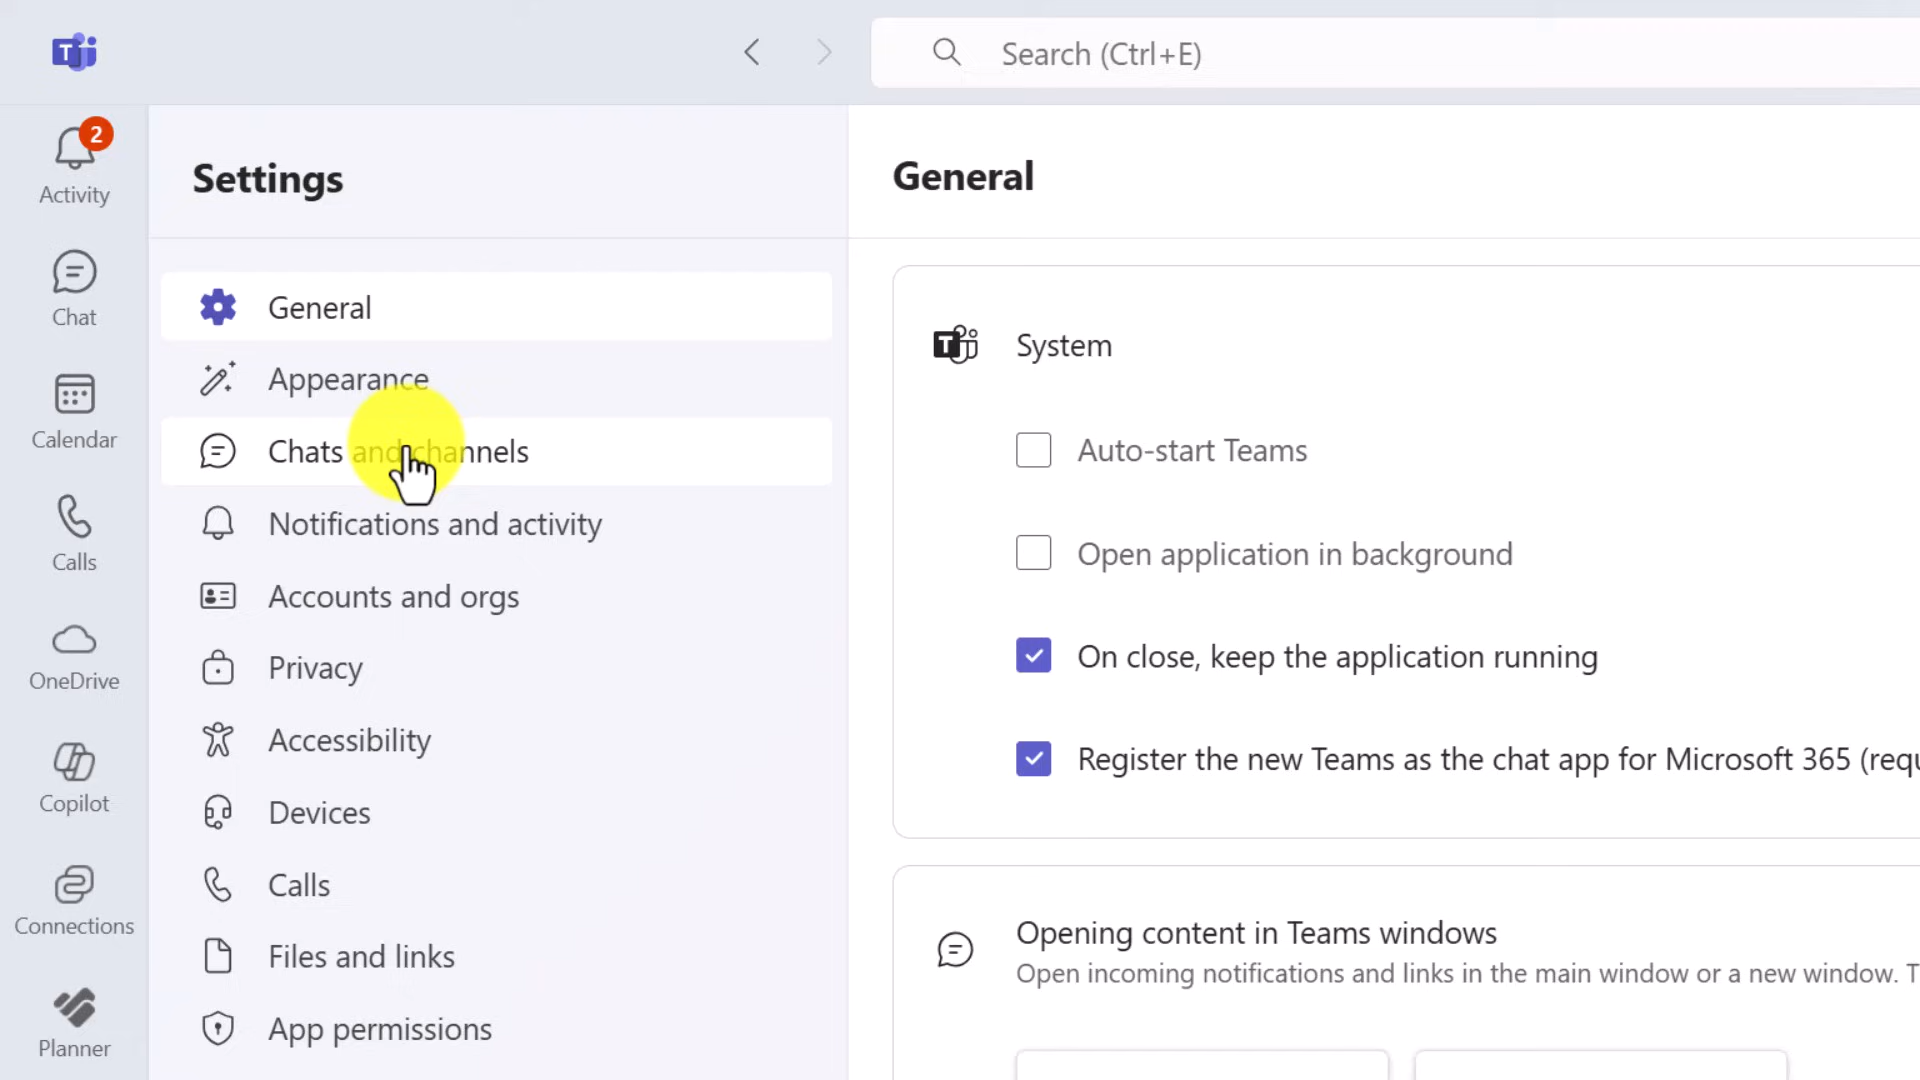 Search (Ctrl+E)
2
Activity
Chat
Calendar
Calls
OneDrive
Copilot
Connections
Planner
Settings
General
Appearance
Chats and channels
Notifications and activity
Accounts and orgs
Privacy
Accessibility
Devices
Calls
Files and links
App permissions
General
T
System
Auto-start Teams
Open application in background
On close, keep the application running
Register the new Teams as the chat app for Microsoft 365
Opening content in Teams windows
Open incoming notifications and links in the main window or a new window.